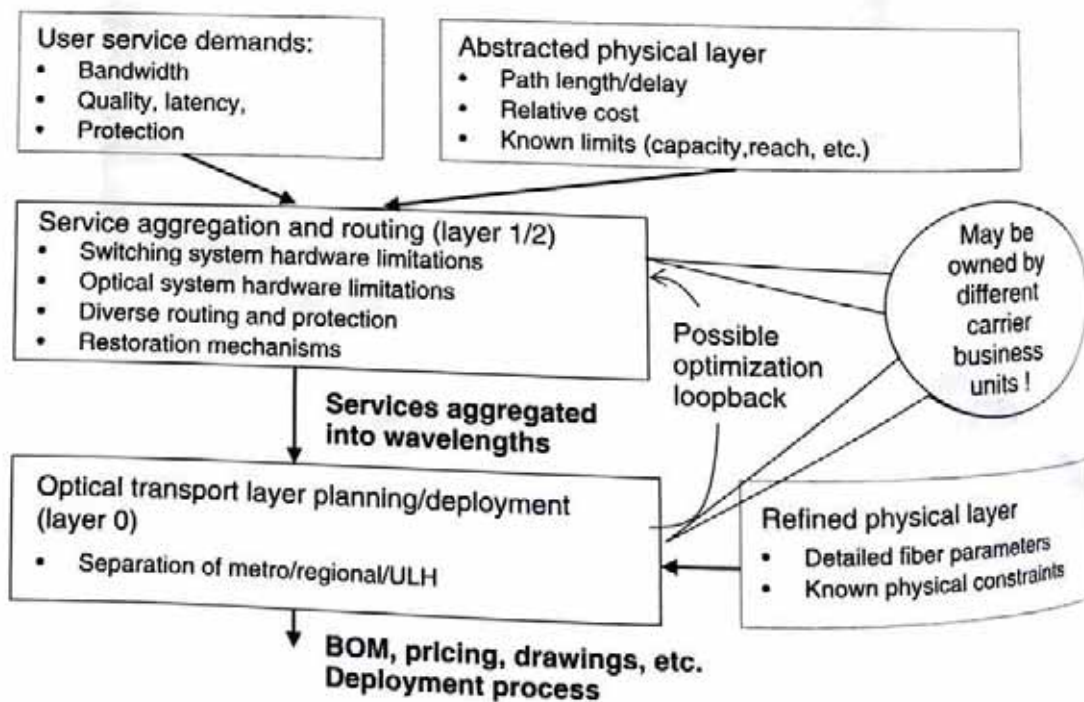 User service demands:
• Bandwidth
• Quality, latency,
• Protection
Abstracted physical layer
• Path length/delay
• Relative cost
• Known limits (capacity,reach, etc.)
Service aggregation and routing (layer 1/2)
• Switching system hardware limitations
• Optical system hardware limitations
• Diverse routing and protection
• Restoration mechanisms
May be
owned by
different
carrier
business
units !
Possible
optimization
loopback
Services aggregated
into wavelengths
Optical transport layer planning/deployment
(layer 0)
• Separation of metro/regional/ULH
Refined physical layer
• Detailed fiber parameters
• Known physical constraints
BOM, pricing, drawings, etc.
Deployment process